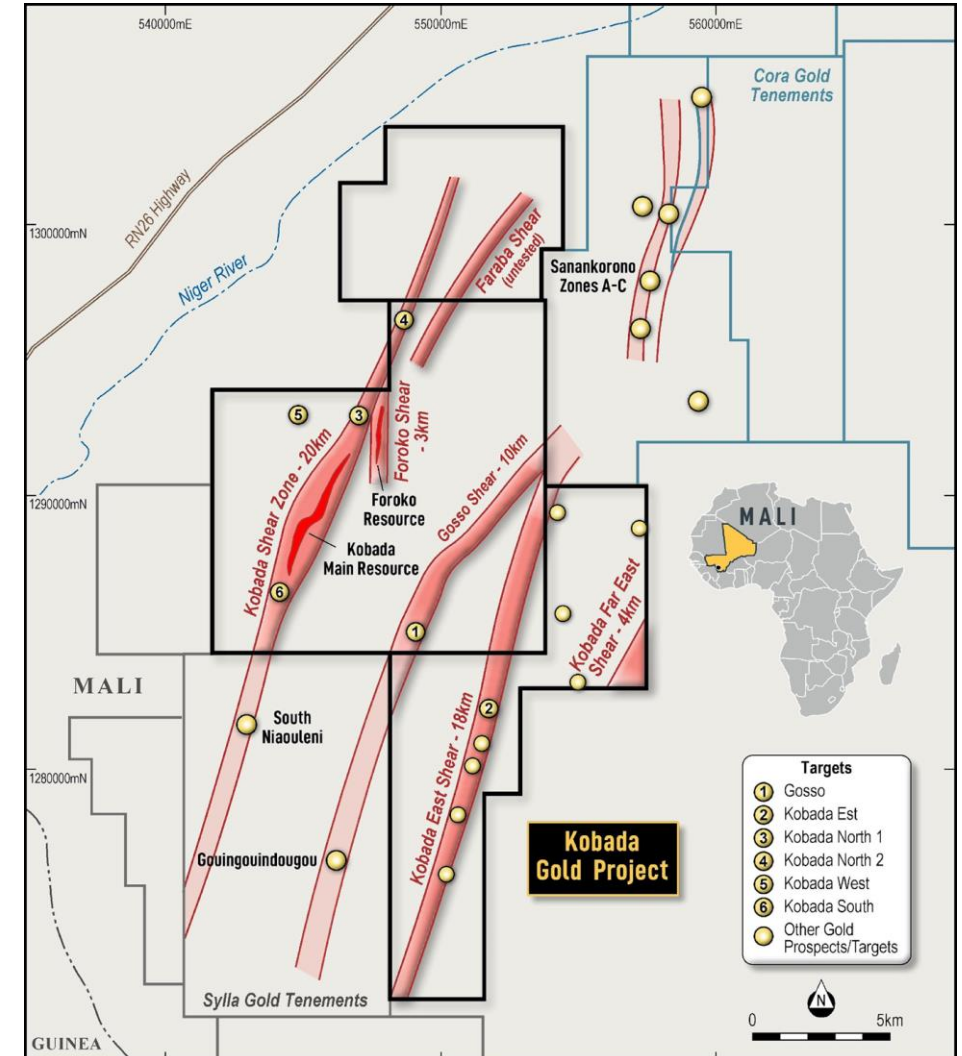 540000mE
550000mE
560000mE
Cora Gold
Tenements
RN26 Highway
1300000mN
Niger River
Faraba Shear
(untested)
Sanankorono
Zones A-C
4
5
3
Foroko Shear
- 3km
Kobada Shear Zone - 20km
Gosso Shear - 10km
1290000mN
Foroko
Resource
Kobada
Main Resource
MALI
6
1
Kobada Far East
Shear - 4km
MALI
2
South
Niaouleni
Kobada East Shear - 18km
1280000mN
Gouingouindougou
Kobada
Gold Project
Targets
1 Gosso
2 Kobada Est
3 Kobada North 1
4 Kobada North 2
5 Kobada West
6 Kobada South
Other Gold
Prospects/Targets
N
0 5km
Sylla Gold Tenements
GUINEA